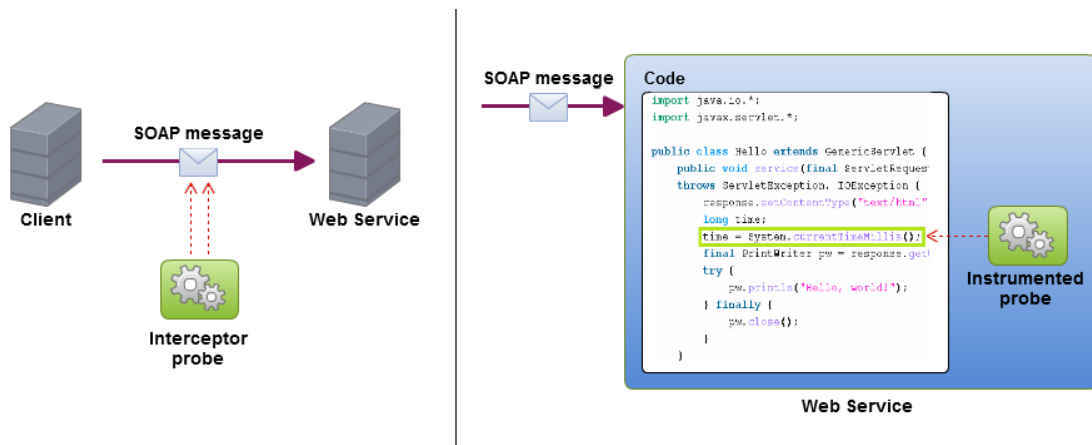 SOAP message
Client
Web Service
Interceptor
probe
SOAP message
Code
import java.io.*;
import javax.servlet.*;
public class Hello extends GenericServlet {
public void service(final ServletRequest
throws ServletException, IOException {
response.setContentType("text/html"
long time;
time = System.currentTimeMillis();
final PrintWriter pw = response.get
try {
pw.println("Hello, world!");
} finally {
pw.close();
}
}
Instrumented
probe
Web Service